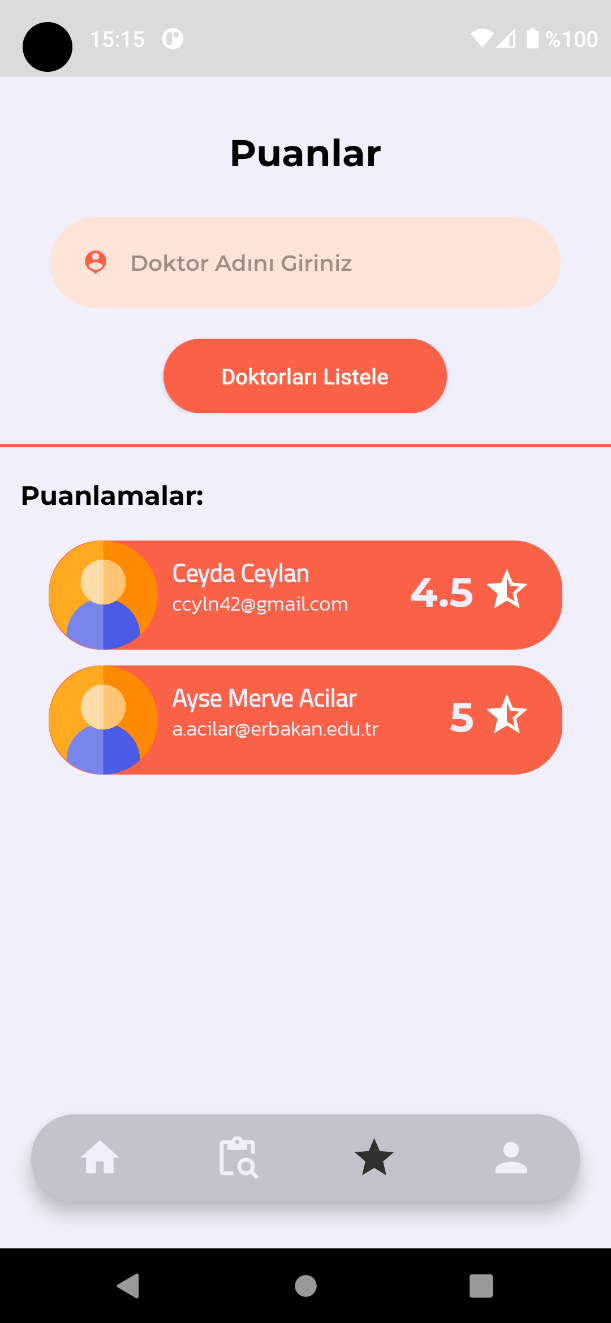 15:15 %100
Puanlar
Doktor Adını Giriniz
Doktorları Listele
Puanlamalar:
Ceyda Ceylan
ccyln42@gmail.com
4.5
Ayse Merve Acilar
a.acilar@erbakan.edu.tr
5